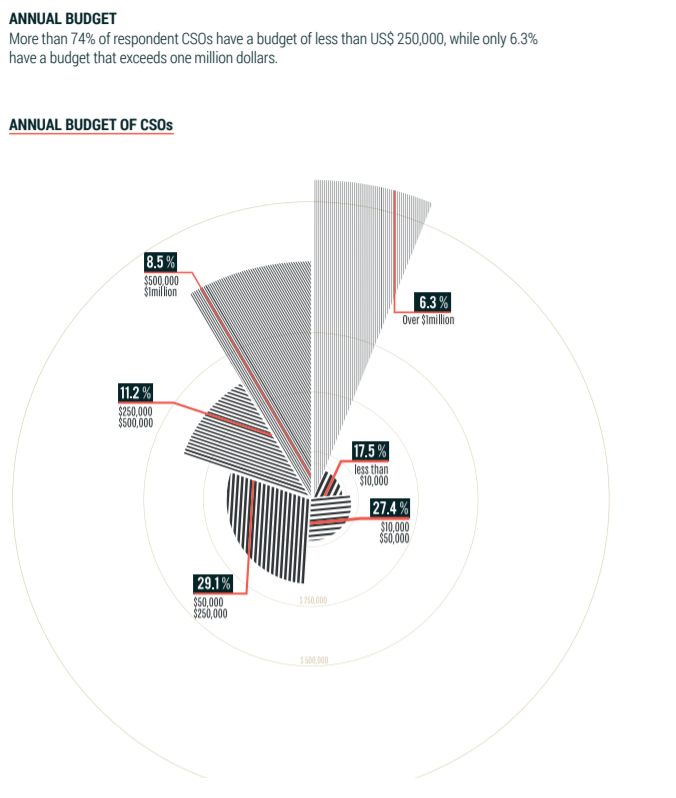 ANNUAL BUDGET
More than 74% of respondent CSOs have a budget of less than US$ 250,000, while only 6.3%
have a budget that exceeds one million dollars.
ANNUAL BUDGET OF CSOs
8.5 %
$500,000
$1million
6.3 %
Over $1million
11.2 %
$250,000
$500,000
17.5 %
less than
$10,000
27.4 %
$10,000
$50,000
29.1 %
$50,000
$250,000
$ 250,000
$ 500,000